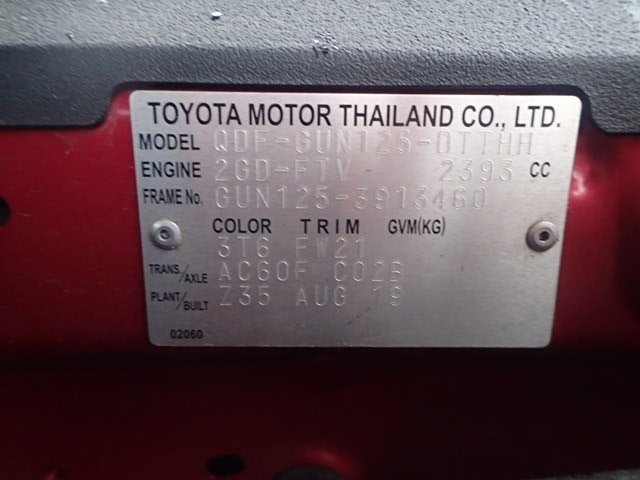 TOYOTA MOTOR THAILAND CO., LTD.
MODEL QDF-GUN125-DTTHH
ENGINE 2GD-FTV 2393 CC
FRAME No. GUN125-3913460
COLOR TRIM GVM(KG)
3T6 FW21
TRANS./AXLE AC60F C02B
PLANT/BUILT Z35 AUG 19
02060